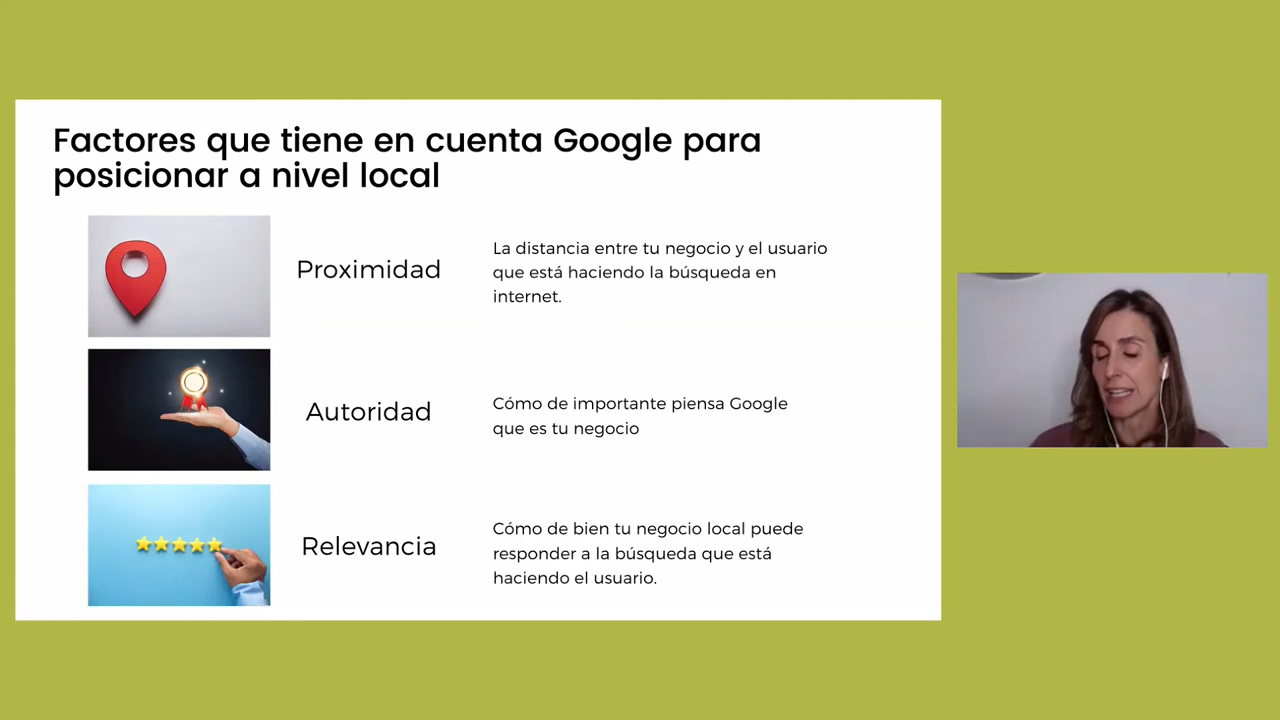 Factores que tiene en cuenta Google para
posicionar a nivel local
Proximidad
La distancia entre tu negocio y el usuario
que está haciendo la búsqueda en
internet.
Autoridad
Cómo de importante piensa Google
que es tu negocio
Relevancia
Cómo de bien tu negocio local puede
responder a la búsqueda que está
haciendo el usuario.